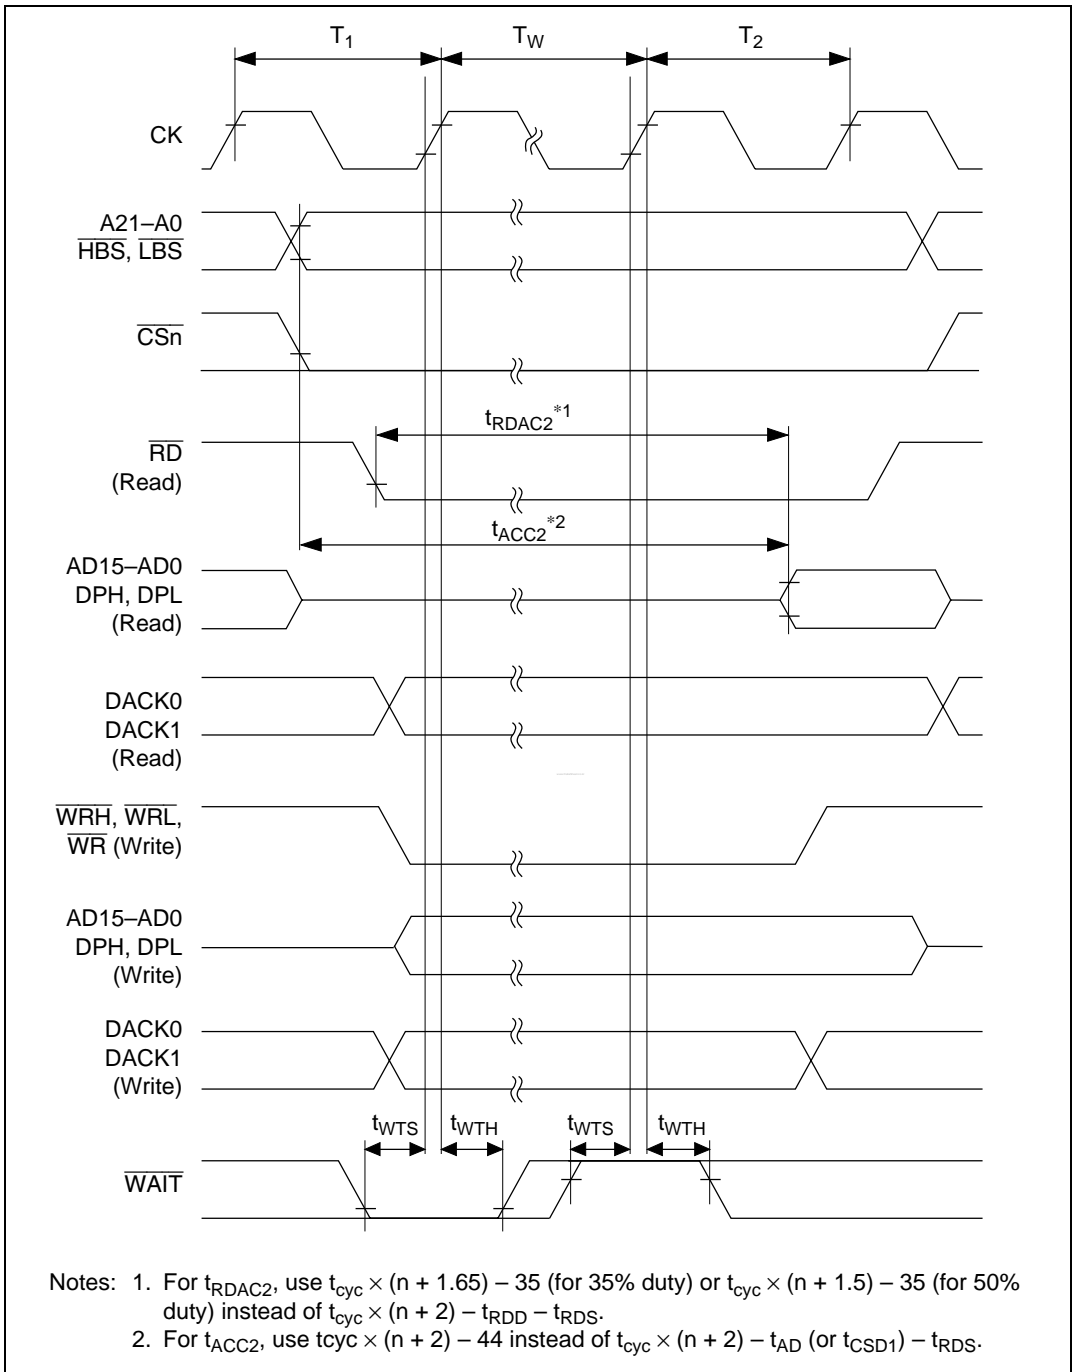 T1 TW T2
CK
A21–A0
HBS, LBS
CSn
tRDAC2*1
RD
(Read)
tACC2*2
AD15–AD0
DPH, DPL
(Read)
DACK0
DACK1
(Read)
WRH, WRL,
WR (Write)
AD15–AD0
DPH, DPL
(Write)
DACK0
DACK1
(Write)
tWTS tWTH tWTS tWTH
WAIT
Notes: 1. For tRDAC2, use tcyc × (n + 1.65) – 35 (for 35% duty) or tcyc × (n + 1.5) – 35 (for 50%
duty) instead of tcyc × (n + 2) – tRDD – tRDS.
2. For tACC2, use tcyc × (n + 2) – 44 instead of tcyc × (n + 2) – tAD (or tCSD1) – tRDS.